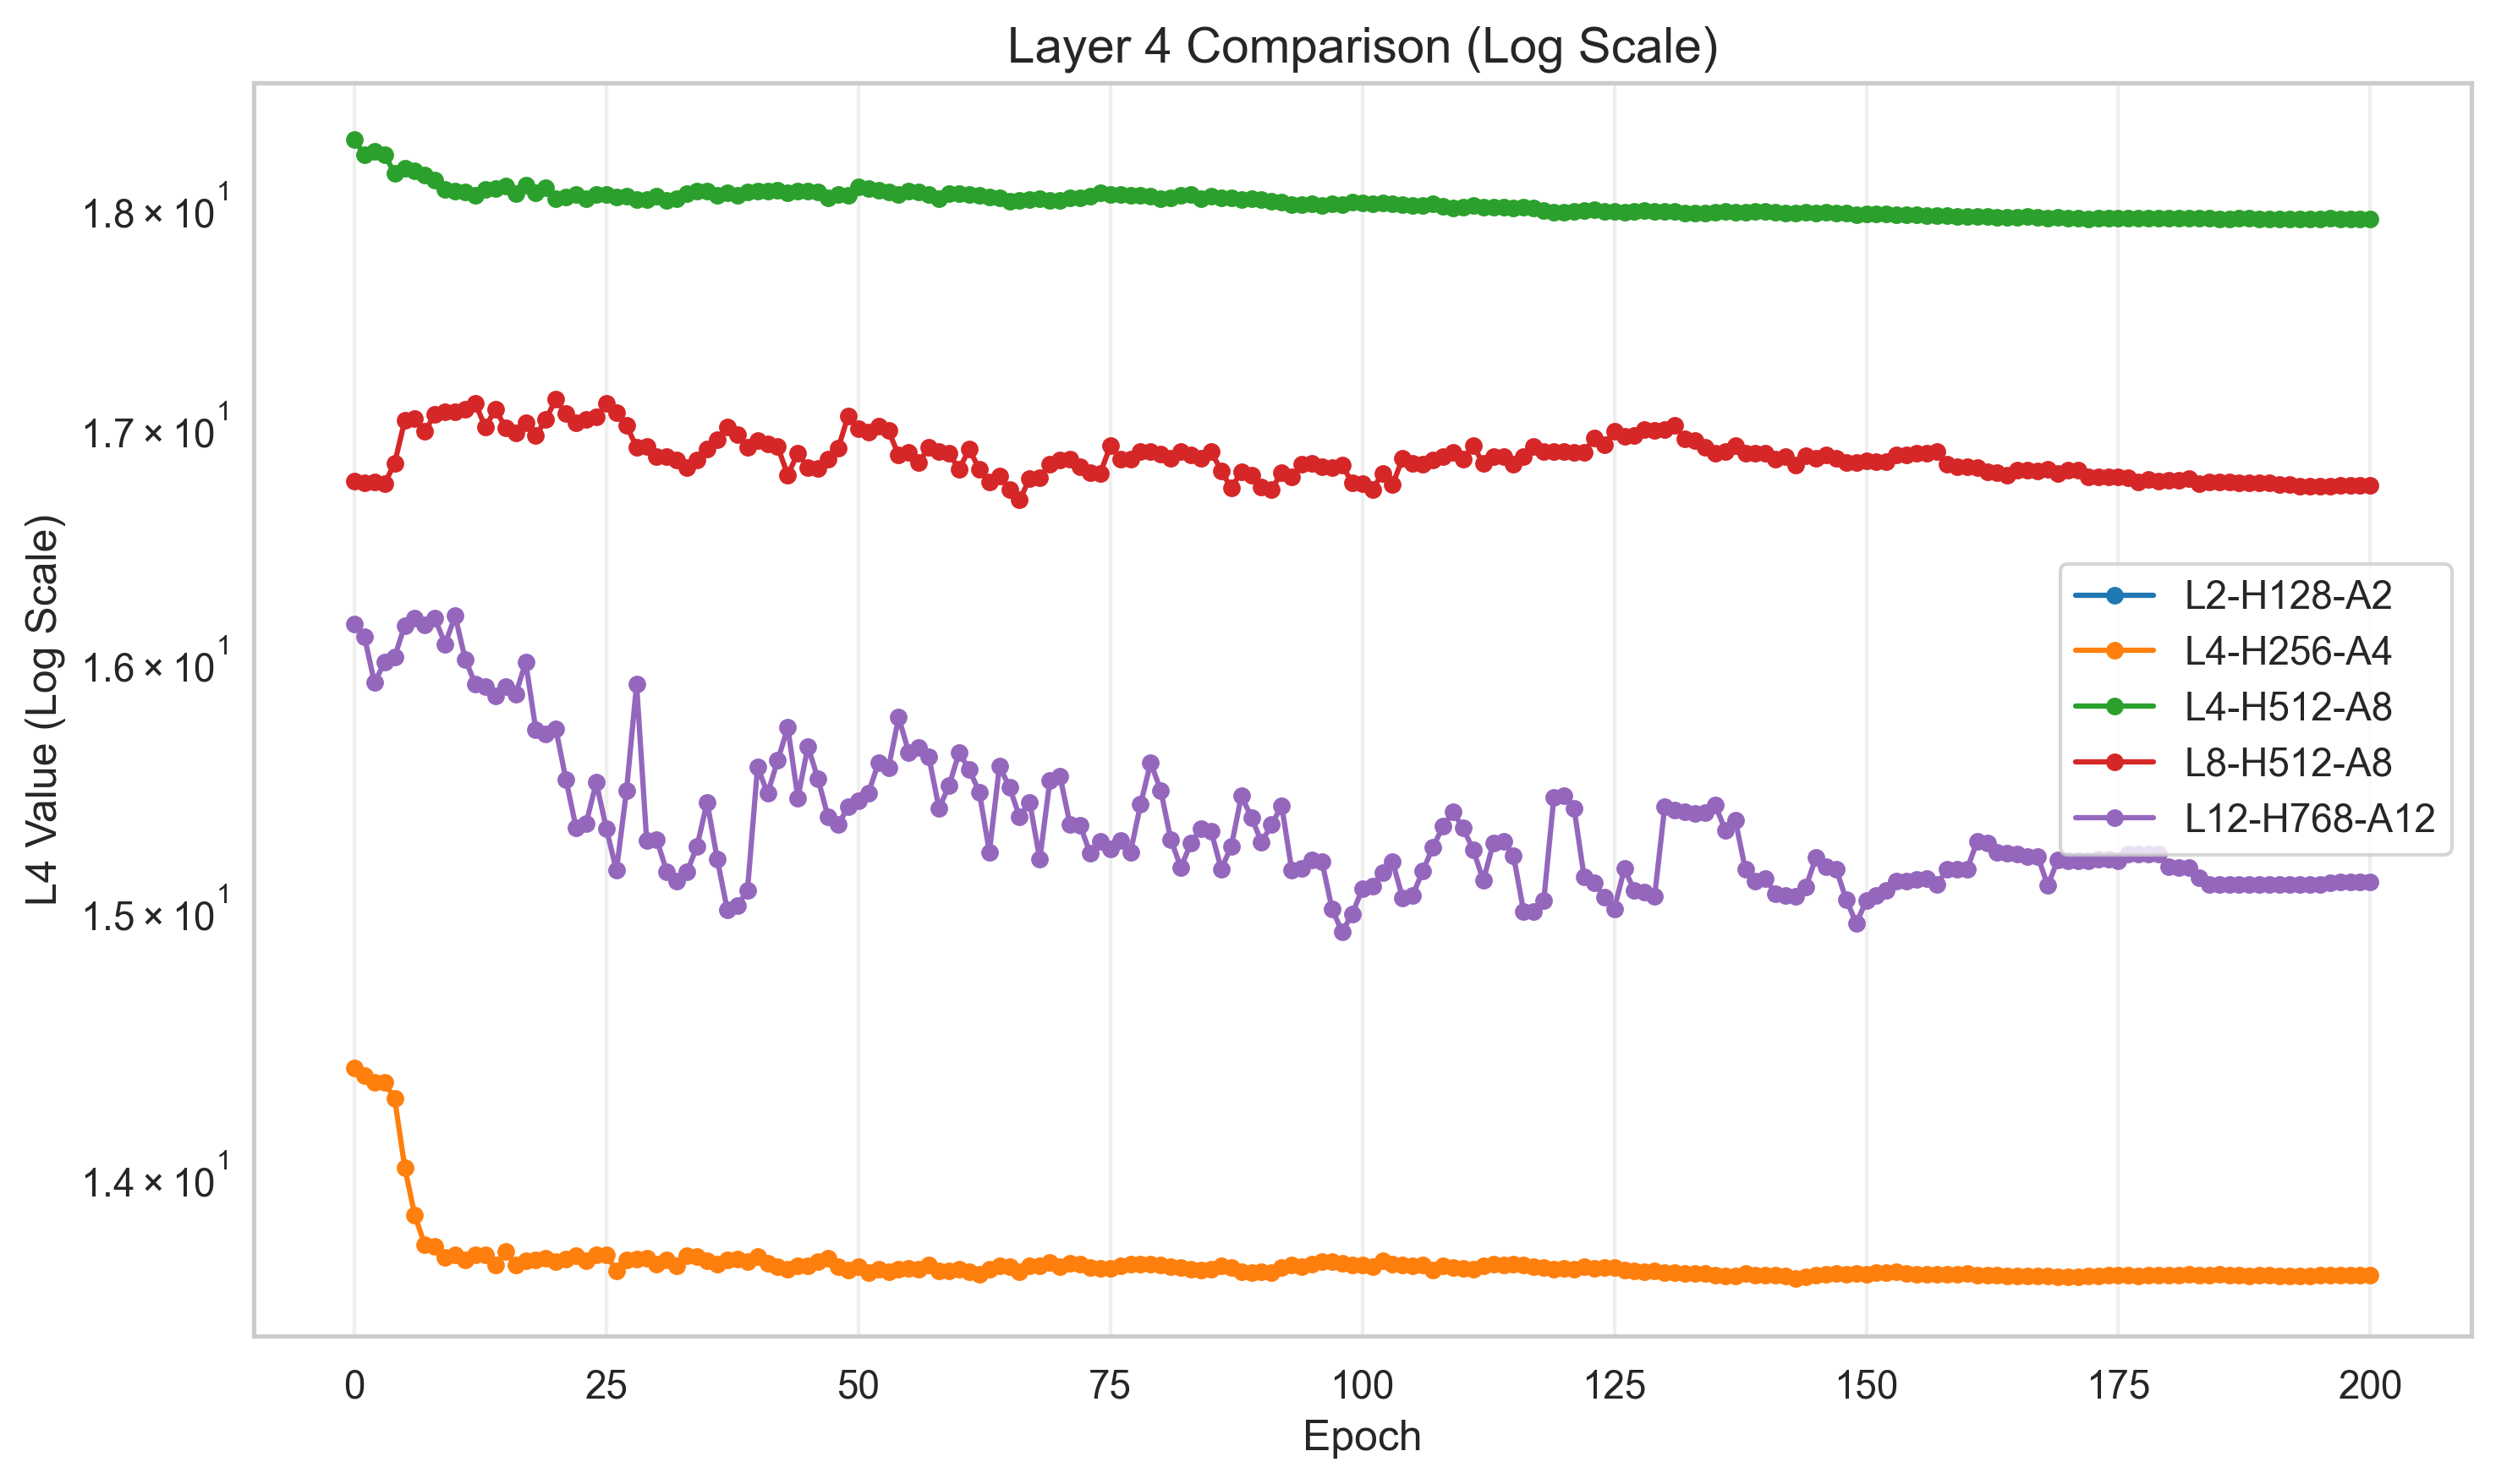 Layer 4 Comparison (Log Scale)
L4 Value (Log Scale)
1.8 × 10¹
1.7 × 10¹
1.6 × 10¹
1.5 × 10¹
1.4 × 10¹
L2-H128-A2
L4-H256-A4
L4-H512-A8
L8-H512-A8
L12-H768-A12
0 25 50 75 100 125 150 175 200
Epoch